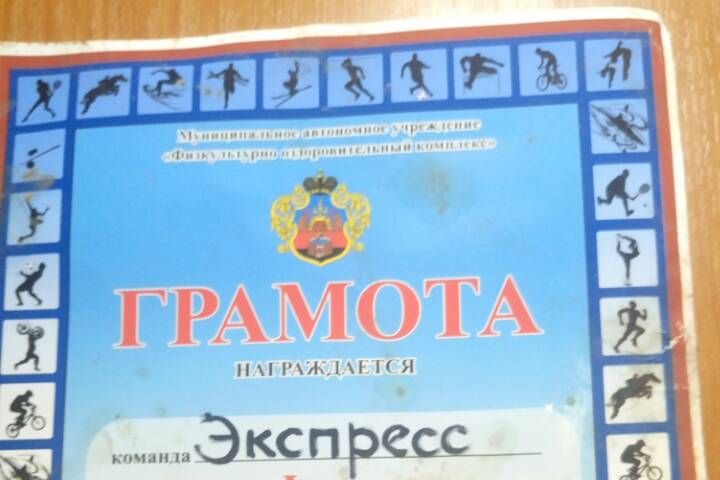 Муниципальное автономное учреждение
«Физкультурно оздоровительный комплекс»
ГРАМОТА
НАГРАЖДАЕТСЯ
команда Экспресс